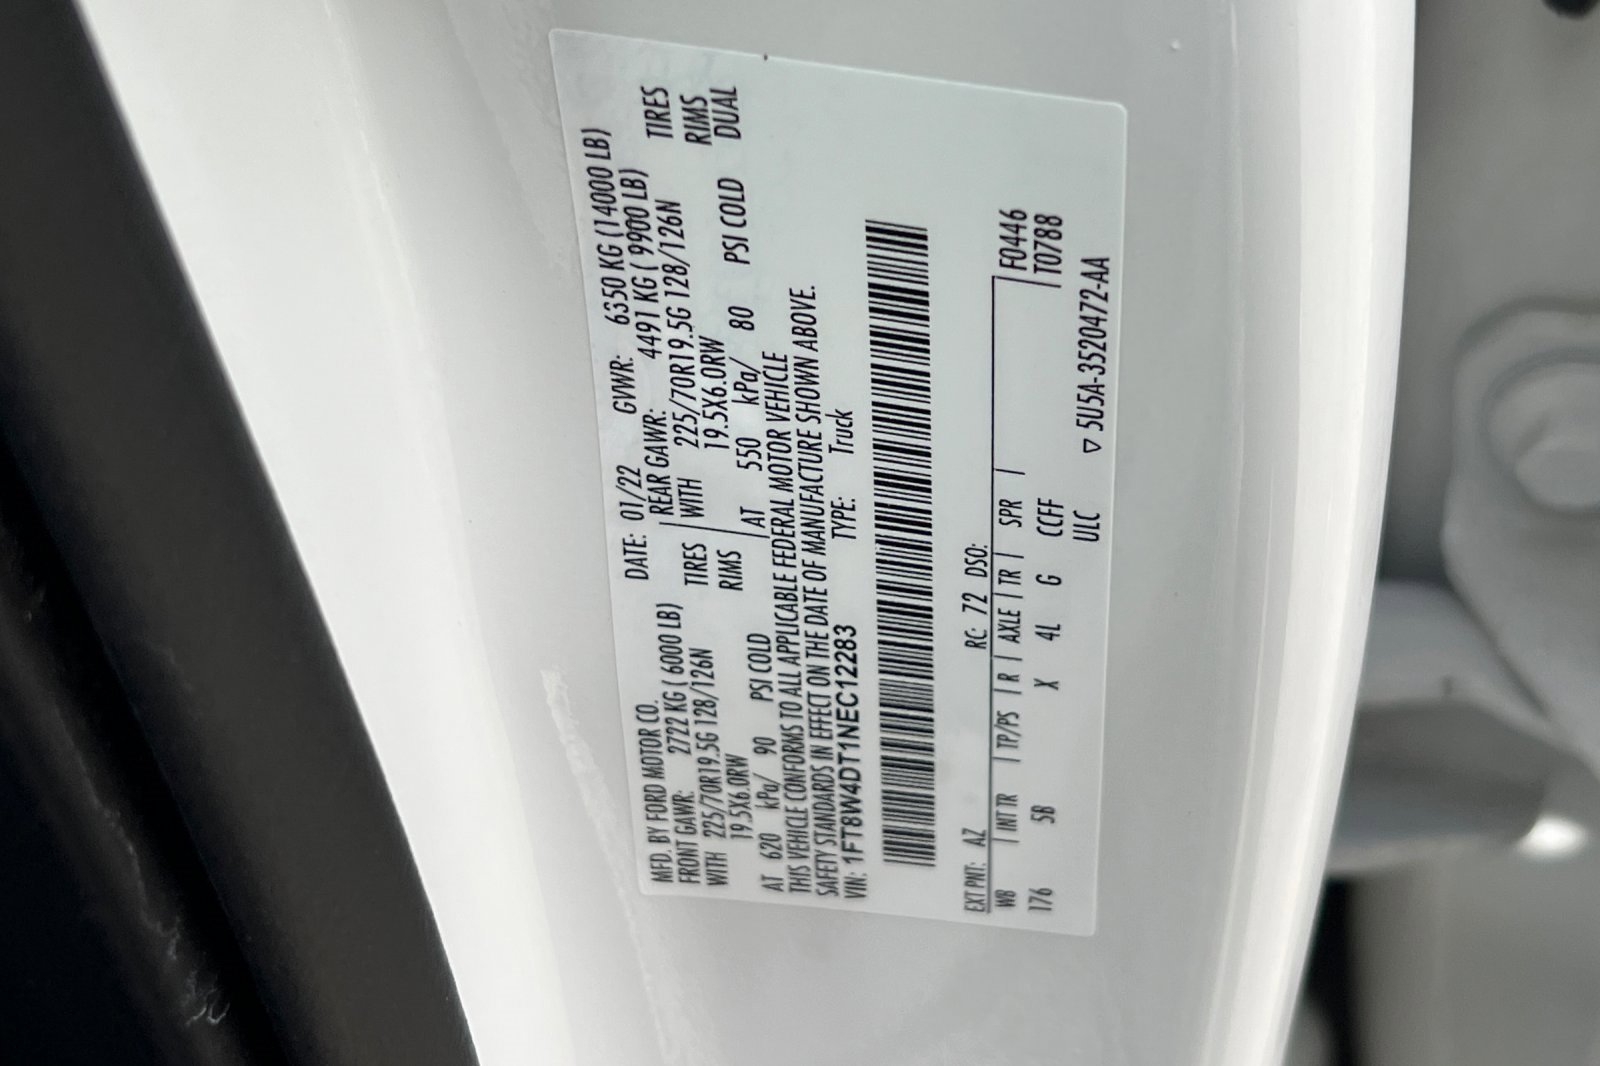 MFD. BY FORD MOTOR CO. DATE: 01/22 GVWR: 6350 KG (14000 LB)
FRONT GAWR: 2722 KG ( 6000 LB) REAR GAWR: 4491 KG ( 9900 LB)
WITH 225/70R19.5G 128/126N TIRES WITH 225/70R19.5G 128/126N TIRES
19.5X6.0RW RIMS 19.5X6.0RW RIMS
AT 620 kPa/ 90 PSI COLD AT 550 kPa/ 80 PSI COLD DUAL
THIS VEHICLE CONFORMS TO ALL APPLICABLE FEDERAL MOTOR VEHICLE
SAFETY STANDARDS IN EFFECT ON THE DATE OF MANUFACTURE SHOWN ABOVE.
VIN: 1FT8W4DT1NEC12283 TYPE: Truck
EXT PNT: AZ RC: 72 DSO:
WB | INT TR | TP/PS | R | AXLE | TR | SPR | F0446
176 5B X 4L G CCFF T0788
ULC ▽ 5U5A-3520472-AA